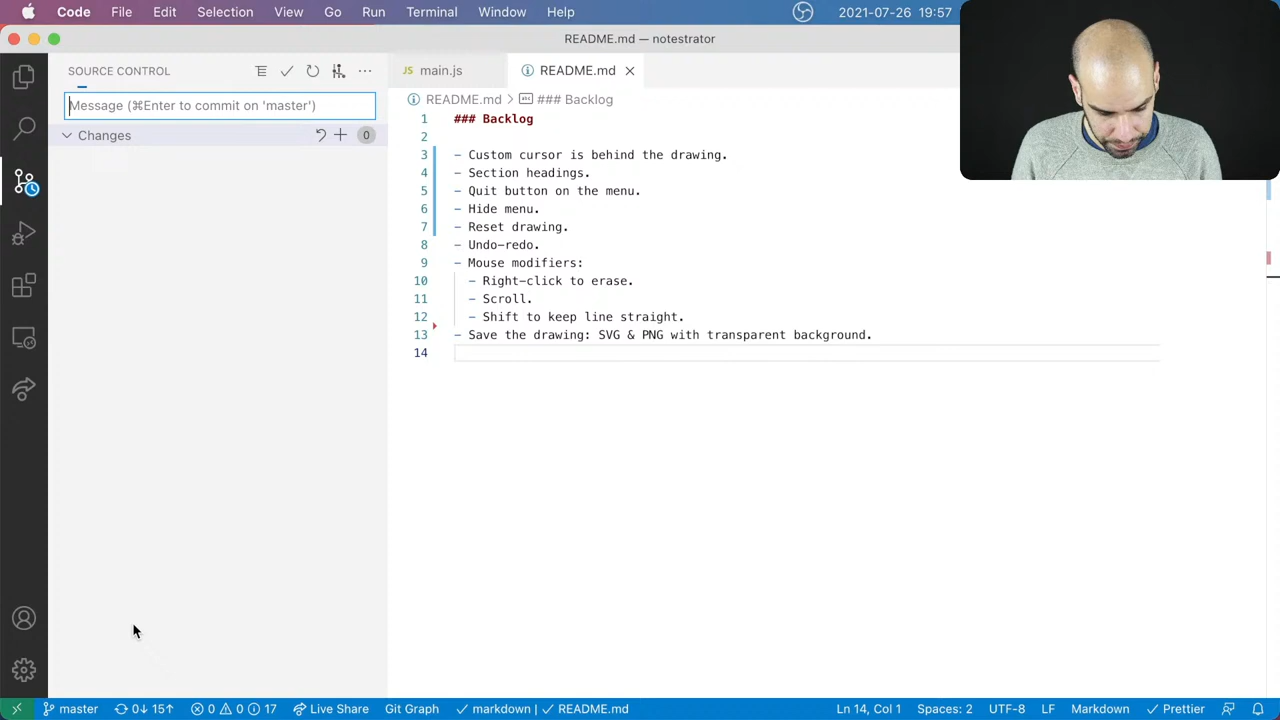 Code File Edit Selection View Go Run Terminal Window Help 2021-07-26 19:57
README.md — notestrator
SOURCE CONTROL
Message (⌘Enter to commit on 'master')
Changes 0
JS main.js README.md
README.md > ### Backlog
1 ### Backlog
2
3 - Custom cursor is behind the drawing.
4 - Section headings.
5 - Quit button on the menu.
6 - Hide menu.
7 - Reset drawing.
8 - Undo-redo.
9 - Mouse modifiers:
10 - Right-click to erase.
11 - Scroll.
12 - Shift to keep line straight.
13 - Save the drawing: SVG & PNG with transparent background.
14
master 0↓ 15↑ 0 0 17 Live Share Git Graph ✓ markdown | ✓ README.md Ln 14, Col 1 Spaces: 2 UTF-8 LF Markdown ✓ Prettier